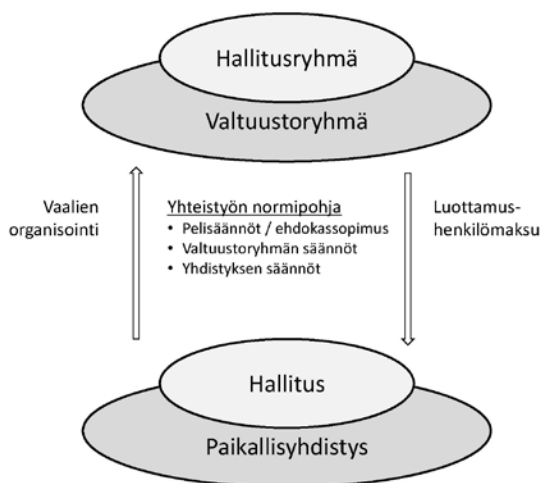 Hallitusryhmä
Valtuustoryhmä
Vaalien
organisointi
Yhteistyön normipohja
• Pelisäännöt / ehdokassopimus
• Valtuustoryhmän säännöt
• Yhdistyksen säännöt
Luottamus-
henkilömaksu
Hallitus
Paikallisyhdistys